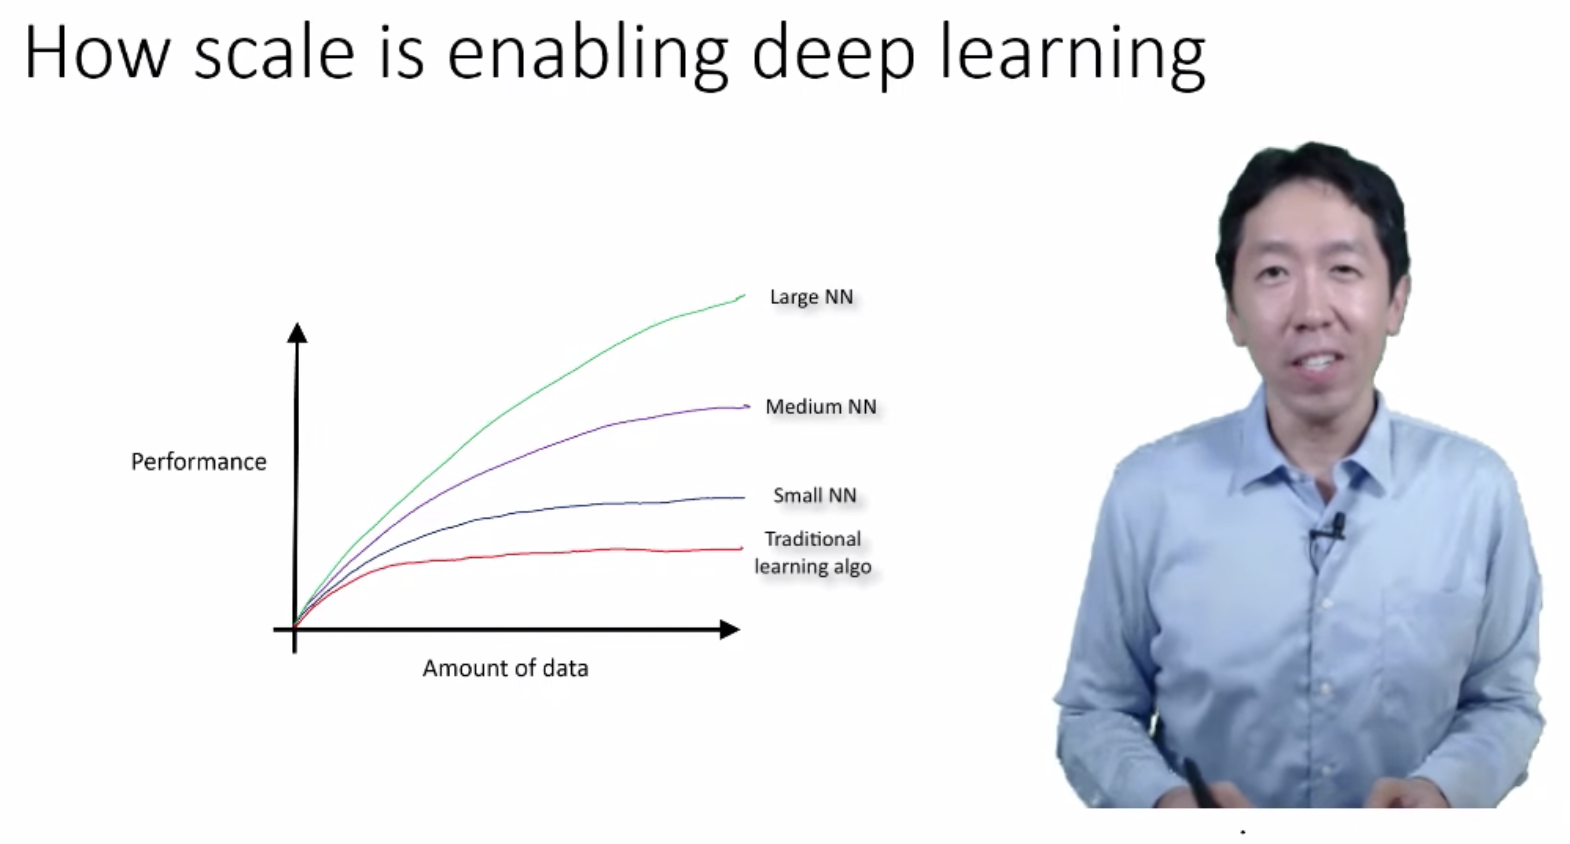 How scale is enabling deep learning
Large NN
Medium NN
Performance
Small NN
Traditional
learning algo
Amount of data